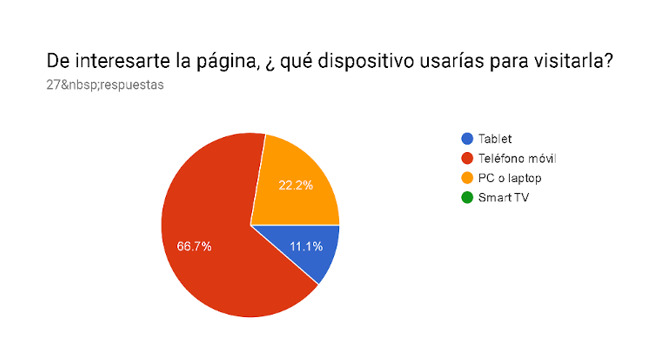 De interesarte la página, ¿ qué dispositivo usarías para visitarla?
27&nbsp;respuestas
Tablet
Teléfono móvil
PC o laptop
Smart TV
22.2%
66.7%
11.1%